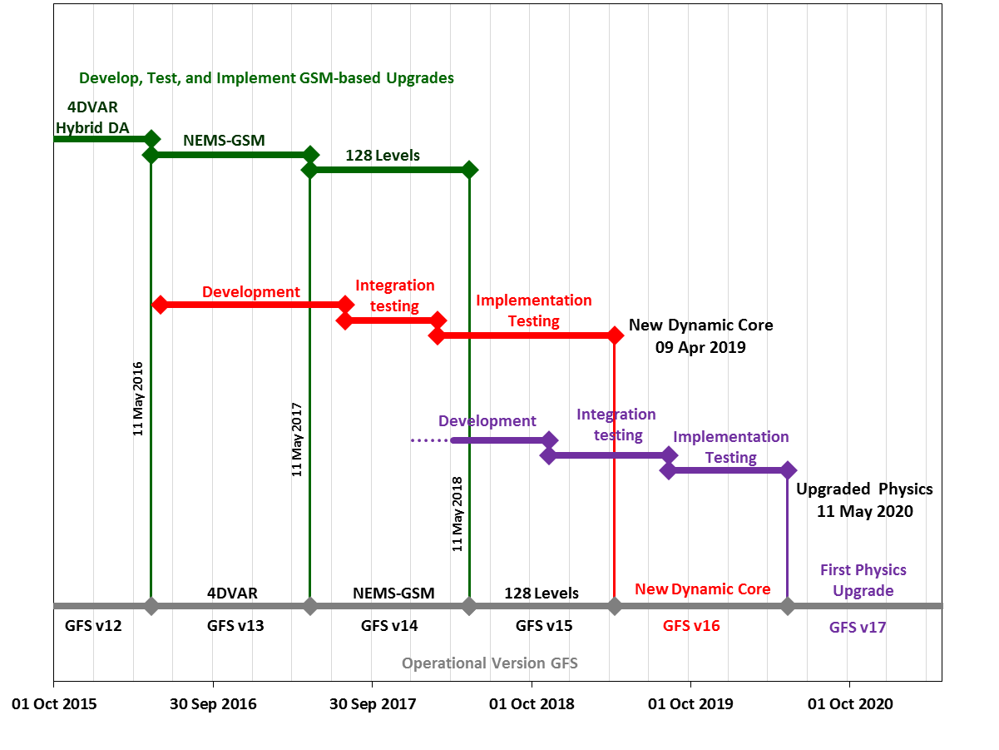 Develop, Test, and Implement GSM-based Upgrades
4DVAR
Hybrid DA
NEMS-GSM
128 Levels
Development
Integration
testing
Implementation
Testing
New Dynamic Core
09 Apr 2019
11 May 2016
11 May 2017
11 May 2018
Development
Integration
testing
Implementation
Testing
Upgraded Physics
11 May 2020
4DVAR
NEMS-GSM
128 Levels
New Dynamic Core
First Physics
Upgrade
GFS v12
GFS v13
GFS v14
GFS v15
GFS v16
GFS v17
Operational Version GFS
01 Oct 2015
30 Sep 2016
30 Sep 2017
01 Oct 2018
01 Oct 2019
01 Oct 2020